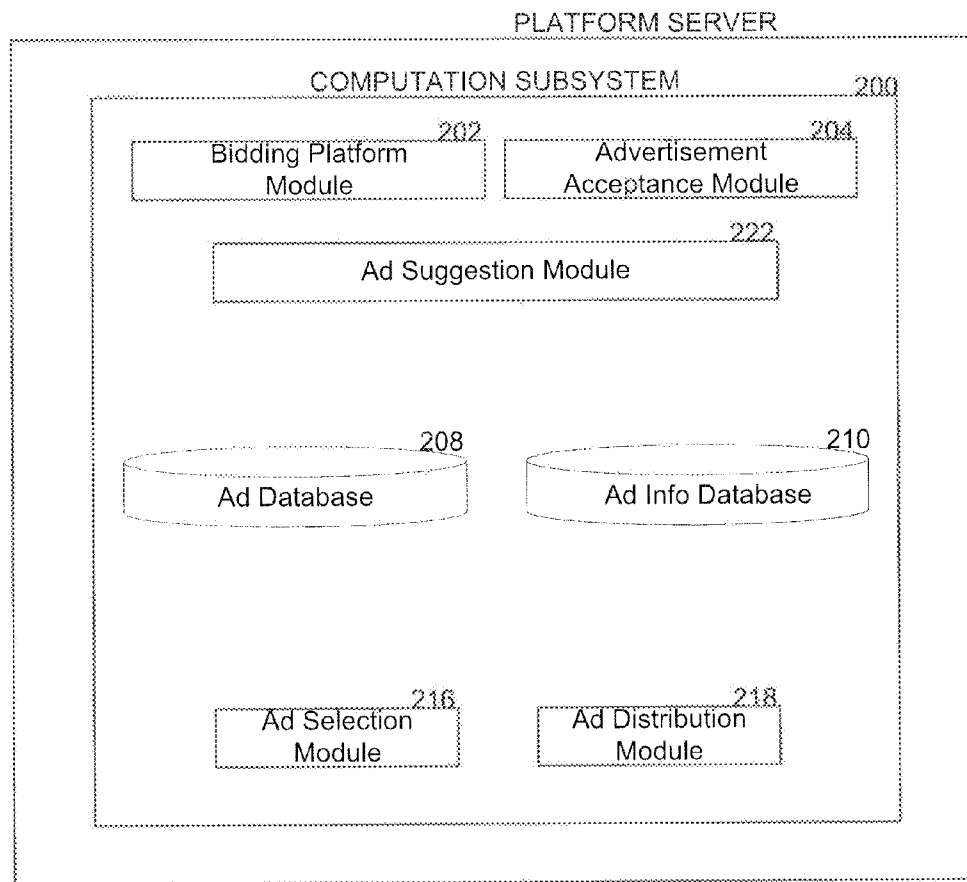 PLATFORM SERVER
COMPUTATION SUBSYSTEM 200
202 204
Bidding Platform Advertisement
Module Acceptance Module
222
Ad Suggestion Module
208 210
Ad Database Ad Info Database
216 218
Ad Selection Ad Distribution
Module Module